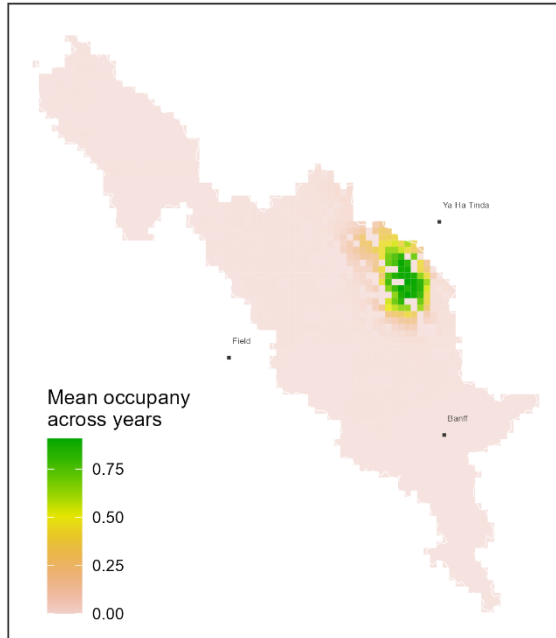 Ya Ha Tinda
Field
Mean occupany
across years
Banff
0.75
0.50
0.25
0.00